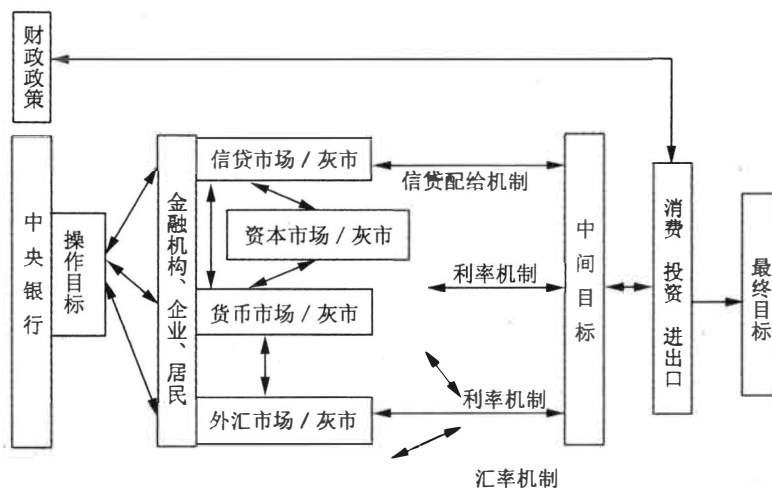 财政政策
中央银行
操作目标
金融机构、企业、居民
信贷市场/灰市
资本市场/灰市
货币市场/灰市
外汇市场/灰市
信贷配给机制
利率机制
利率机制
汇率机制
中间目标
消费 投资 进出口
最终目标